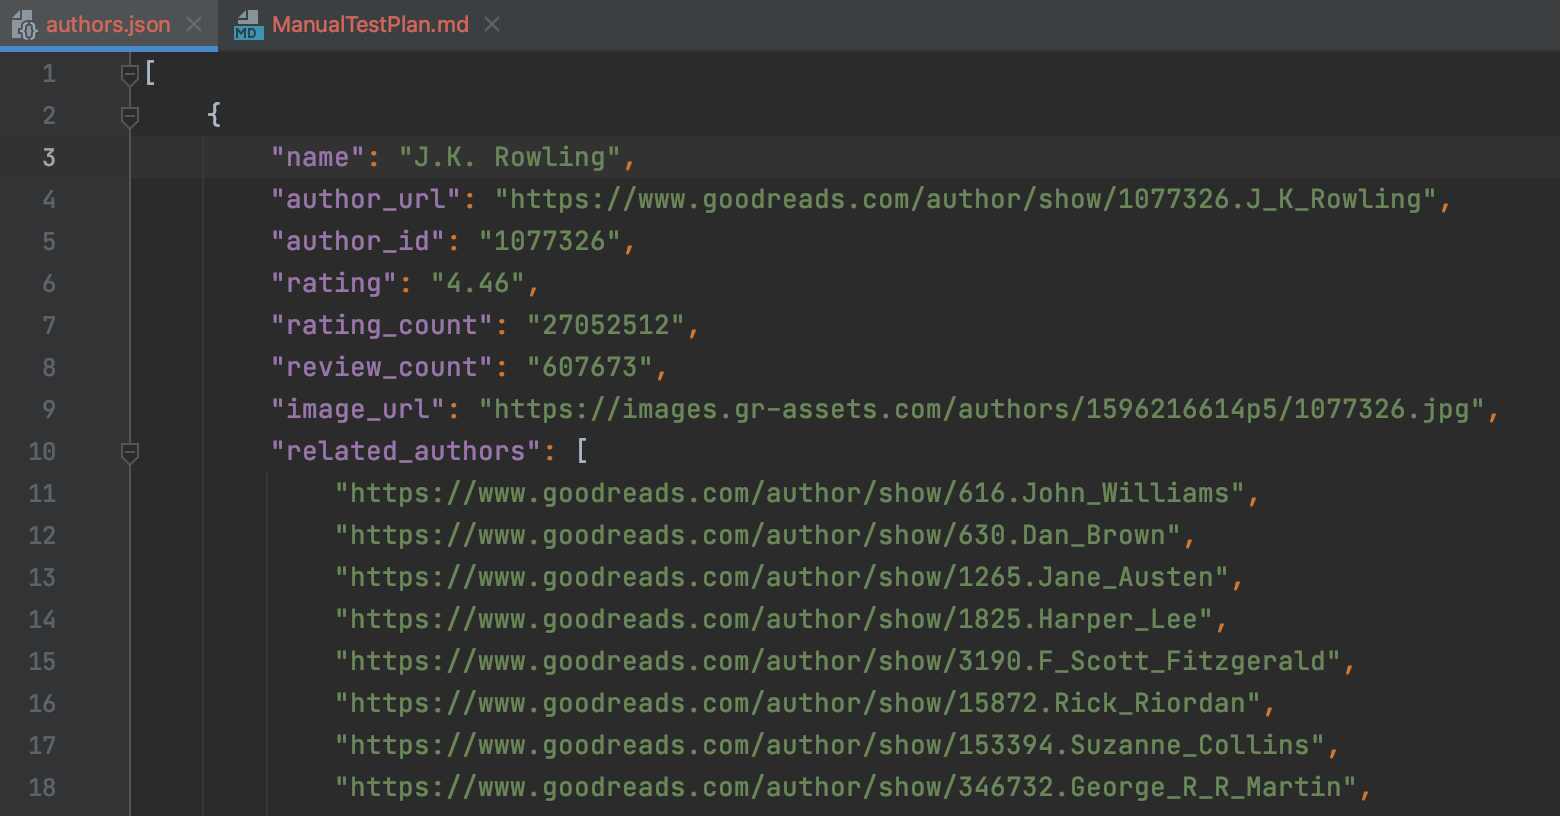 authors.json
MD ManualTestPlan.md
1 [
2 {
3 "name": "J.K. Rowling",
4 "author_url": "https://www.goodreads.com/author/show/1077326.J_K_Rowling",
5 "author_id": "1077326",
6 "rating": "4.46",
7 "rating_count": "27052512",
8 "review_count": "607673",
9 "image_url": "https://images.gr-assets.com/authors/1596216614p5/1077326.jpg",
10 "related_authors": [
11 "https://www.goodreads.com/author/show/616.John_Williams",
12 "https://www.goodreads.com/author/show/630.Dan_Brown",
13 "https://www.goodreads.com/author/show/1265.Jane_Austen",
14 "https://www.goodreads.com/author/show/1825.Harper_Lee",
15 "https://www.goodreads.com/author/show/3190.F_Scott_Fitzgerald",
16 "https://www.goodreads.com/author/show/15872.Rick_Riordan",
17 "https://www.goodreads.com/author/show/153394.Suzanne_Collins",
18 "https://www.goodreads.com/author/show/346732.George_R_R_Martin",